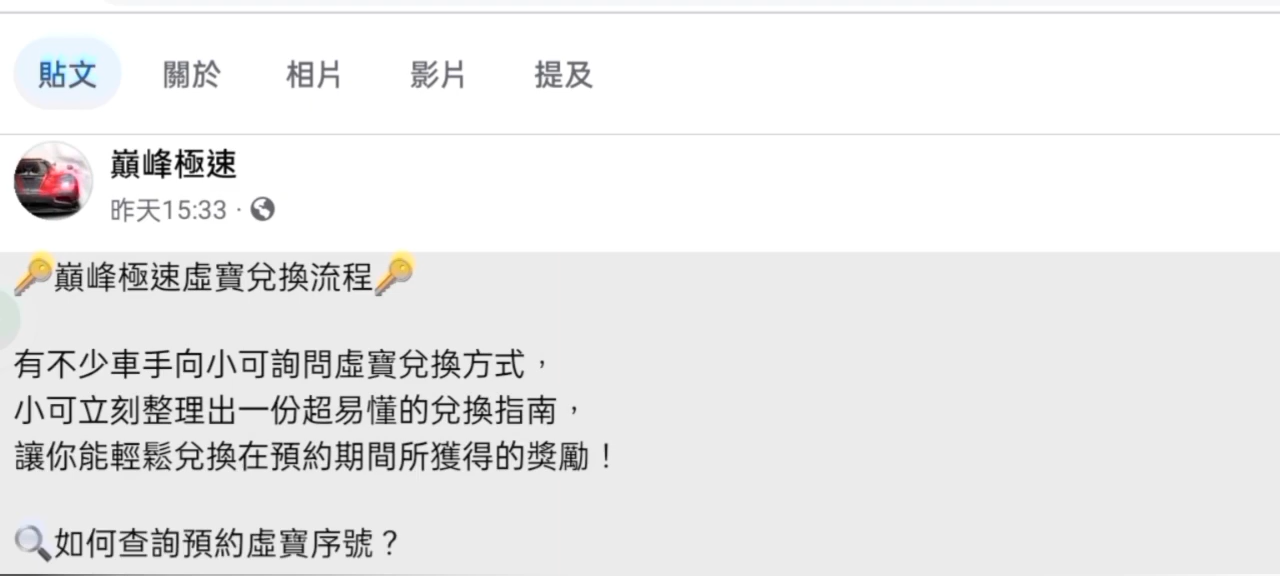 貼文 關於 相片 影片 提及
巔峰極速
昨天15:33 ·
🔑巔峰極速虛寶兌換流程🔑
有不少車手向小可詢問虛寶兌換方式，
小可立刻整理出一份超易懂的兌換指南，
讓你能輕鬆兌換在預約期間所獲得的獎勵！
🔍如何查詢預約虛寶序號？